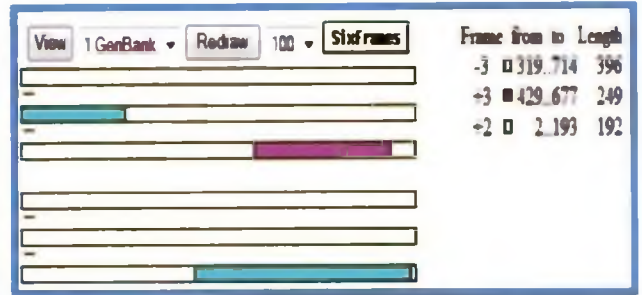 View 1 GenBank Redraw 100 SixFrames
Frame from to Length
-3 319..714 396
+3 429..677 249
+2 2..193 192